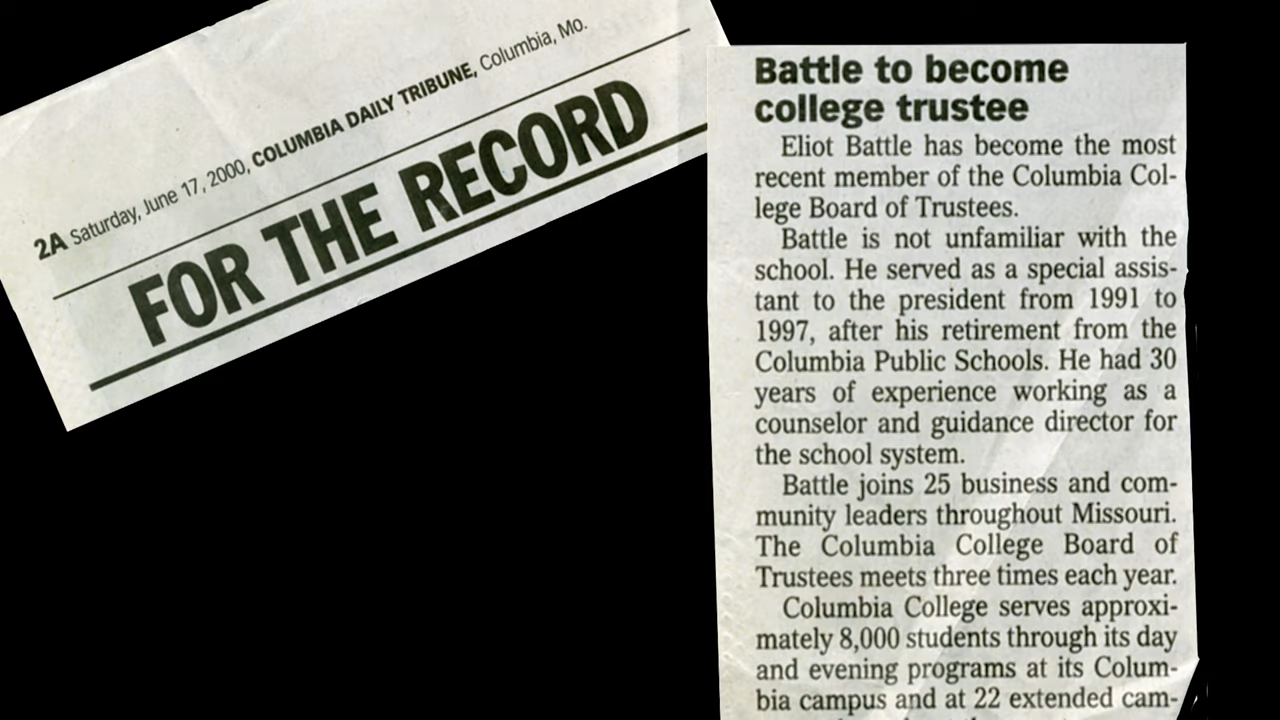 2A Saturday, June 17, 2000, COLUMBIA DAILY TRIBUNE, Columbia, Mo.
FOR THE RECORD
Battle to become
college trustee
Eliot Battle has become the most
recent member of the Columbia Col-
lege Board of Trustees.
Battle is not unfamiliar with the
school. He served as a special assis-
tant to the president from 1991 to
1997, after his retirement from the
Columbia Public Schools. He had 30
years of experience working as a
counselor and guidance director for
the school system.
Battle joins 25 business and com-
munity leaders throughout Missouri.
The Columbia College Board of
Trustees meets three times each year.
Columbia College serves approxi-
mately 8,000 students through its day
and evening programs at its Colum-
bia campus and at 22 extended cam-